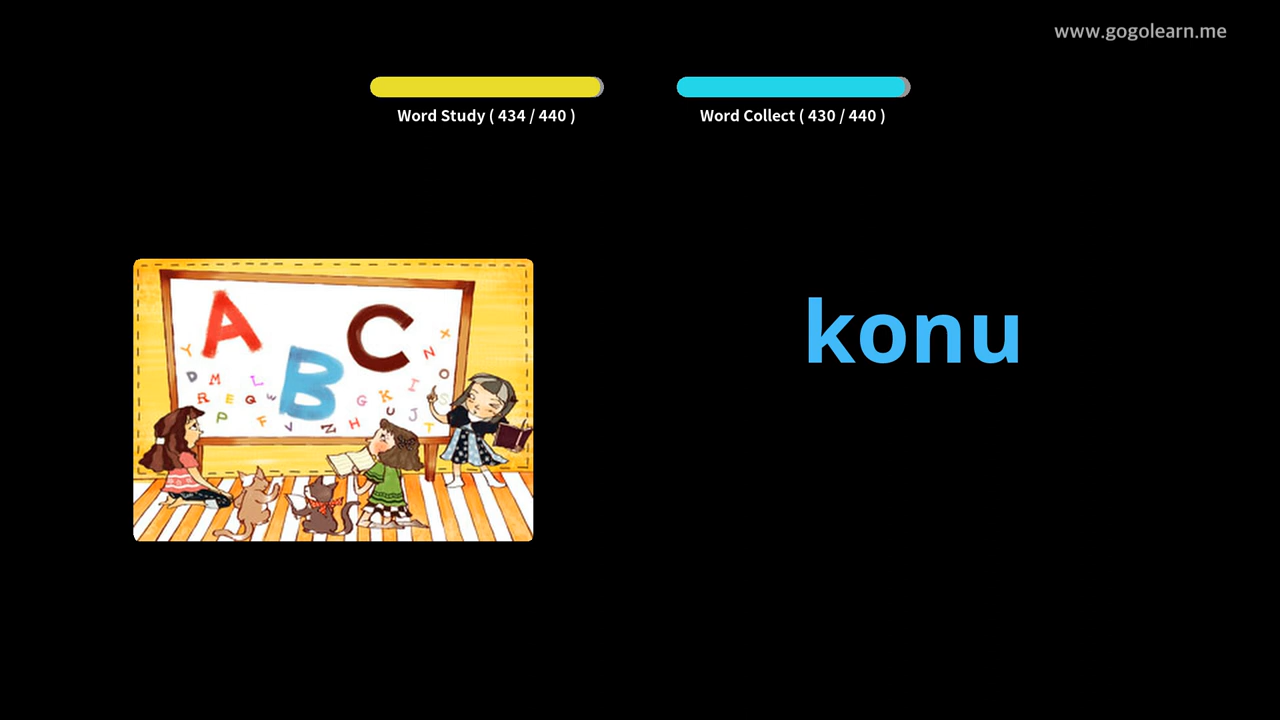 www.gogolearn.me
Word Study ( 434 / 440 )
Word Collect ( 430 / 440 )
konu
A
B
C
Y
D M L
R E Q W
P F V Z H
G K I
U J T
N X
O
S